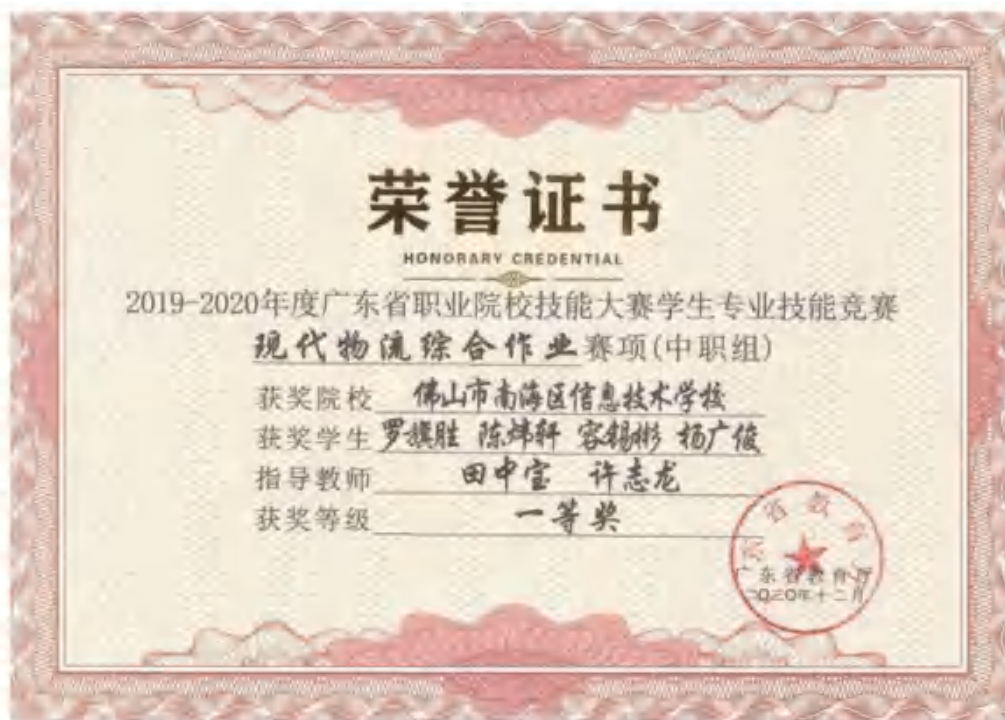 荣誉证书
HONORARY CREDENTIAL
2019-2020年度广东省职业院校技能大赛学生专业技能竞赛
现代物流综合作业赛项(中职组)
获奖院校 佛山市南海区信息技术学校
获奖学生 罗旗胜 陈炜轩 容锡彬 杨广俊
指导教师 田中宝 许志龙
获奖等级 一等奖
广东省教育厅
二〇二〇年十二月